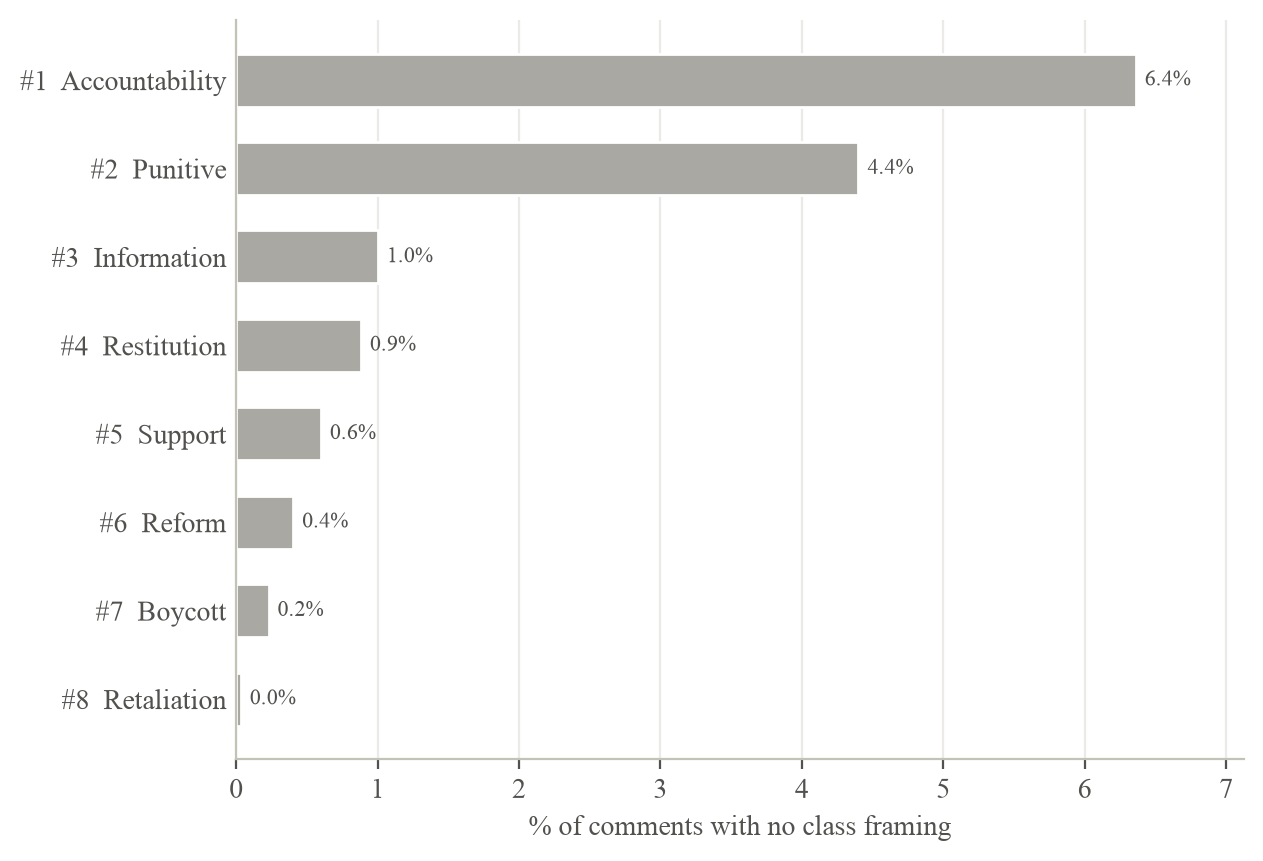 #1 Accountability 6.4%
#2 Punitive 4.4%
#3 Information 1.0%
#4 Restitution 0.9%
#5 Support 0.6%
#6 Reform 0.4%
#7 Boycott 0.2%
#8 Retaliation 0.0%
0 1 2 3 4 5 6 7
% of comments with no class framing